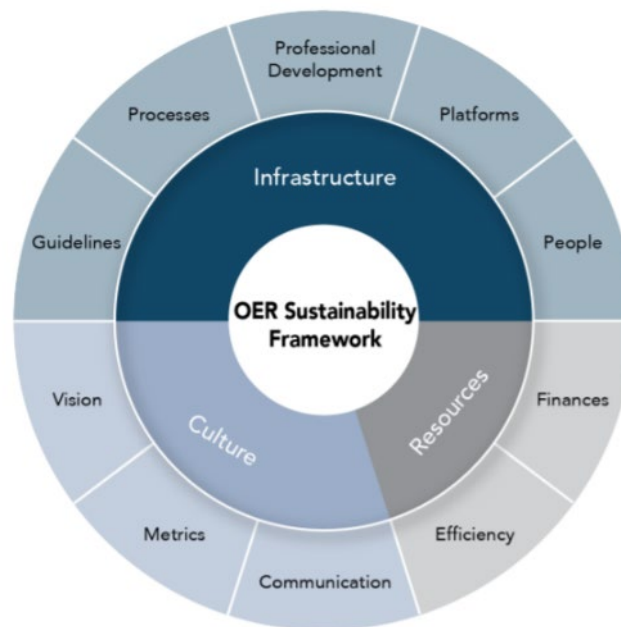 Professional
Development
Processes
Platforms
Infrastructure
Guidelines
People
OER Sustainability
Framework
Vision
Culture
Resources
Finances
Metrics
Efficiency
Communication